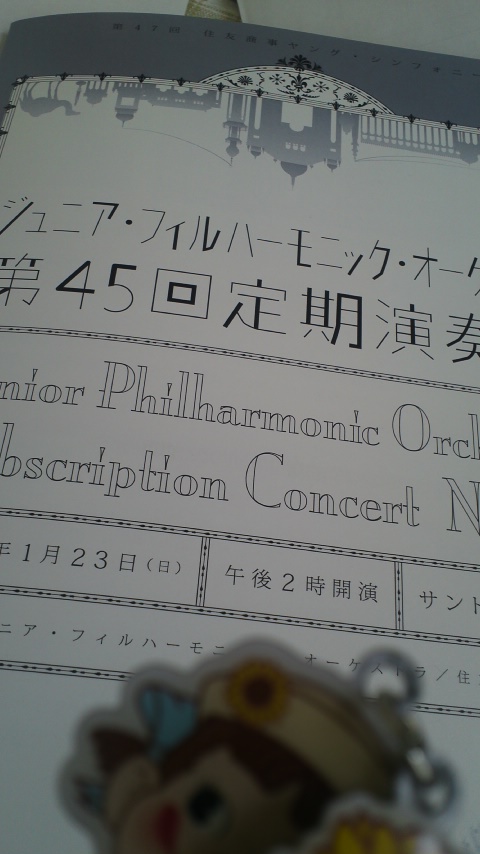 第47回 住友商事ヤング・シンフォニー
ジュニア・フィルハーモニック・オーケ
第45回定期演奏
nior Philharmonic Orch
bscription Concert N
年1月23日(日)
午後2時開演
サント
ニア・フィルハーモニ オーケストラ/住